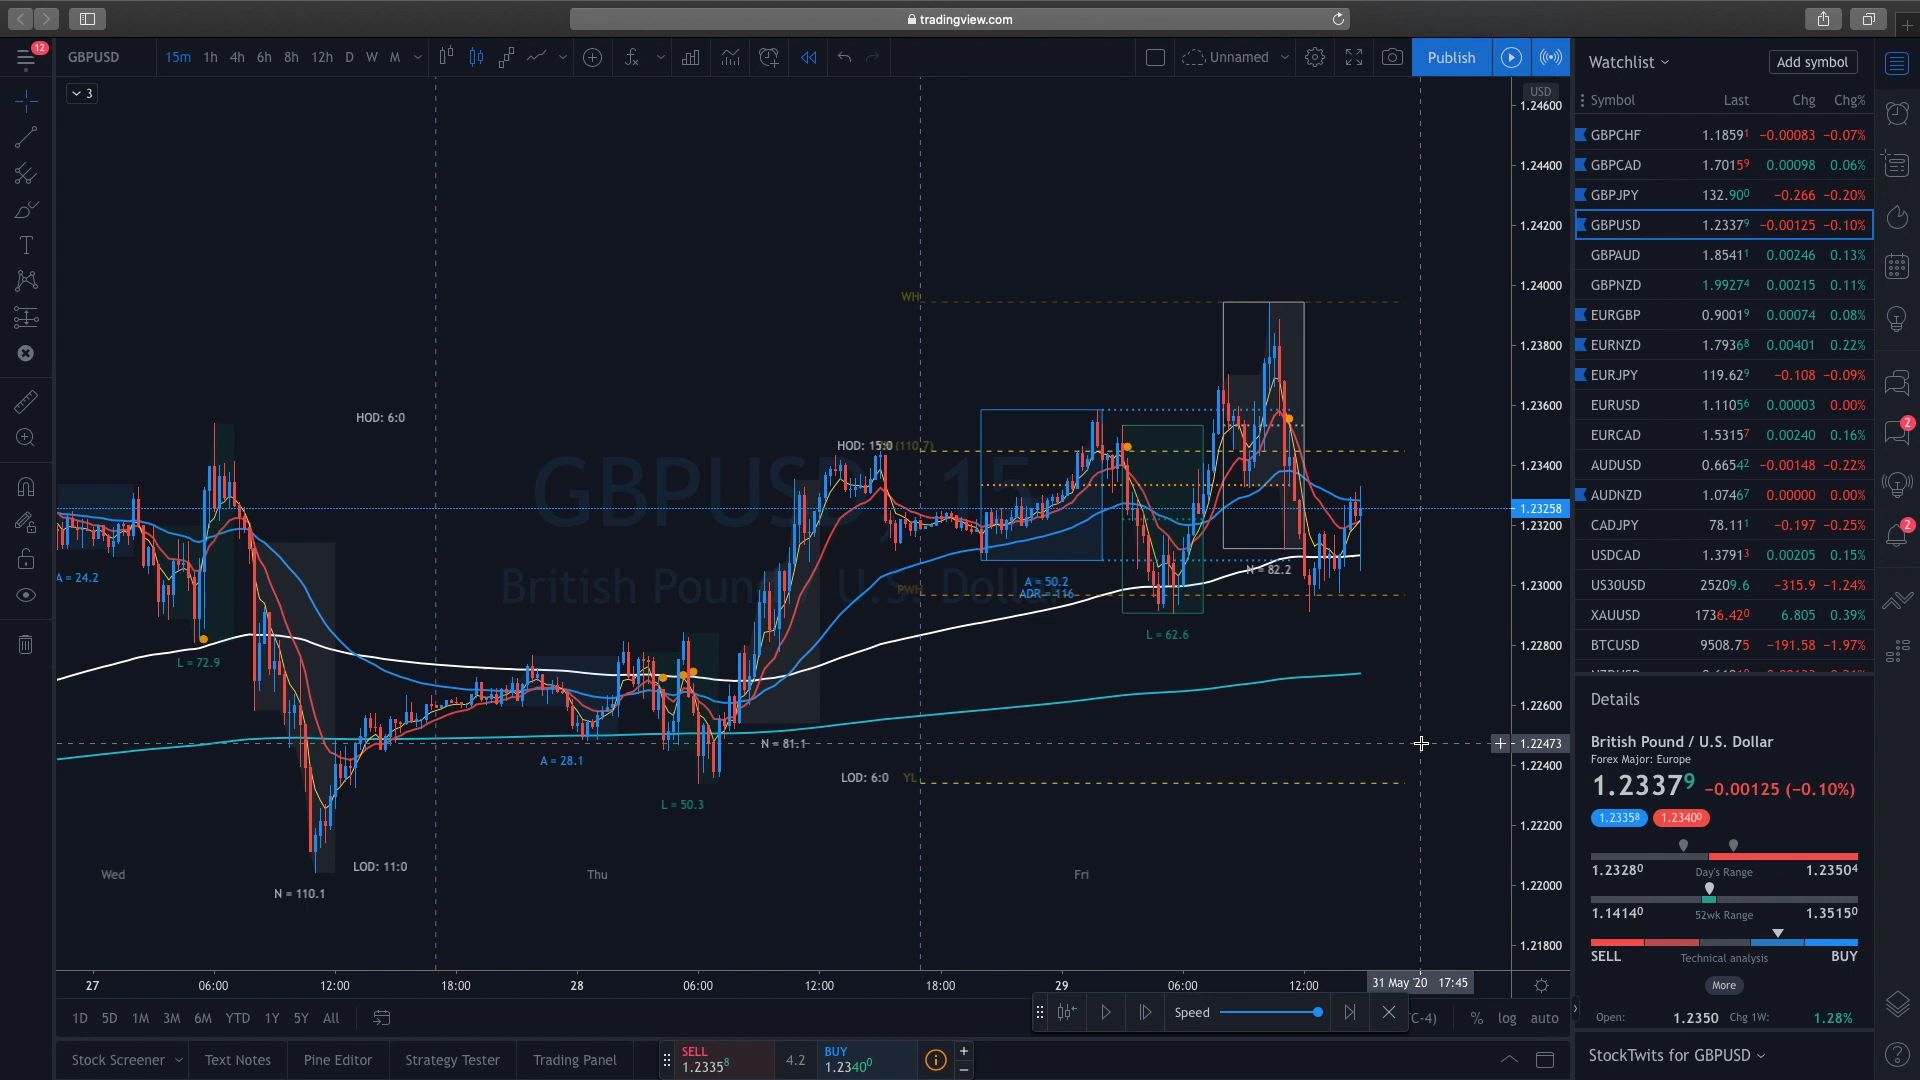 tradingview.com
12
GBPUSD
15m 1h 4h 6h 8h 12h D W M
Unnamed
Publish
3
USD
1.24600
1.24400
1.24200
1.24000
1.23800
1.23600
1.23400
1.23258
1.23200
1.23000
1.22800
1.22600
1.22473
1.22400
1.22200
1.22000
1.21800
GBPUSD, 15
British Pound / U.S. Dollar
WH
HOD: 6:0
HOD: 15:0
(110.7)
A = 24.2
L = 72.9
N = 110.1
LOD: 11:0
A = 28.1
L = 50.3
N = 81.1
LOD: 6:0
YL
PWH
A = 50.2
ADR = 116
L = 62.6
N = 82.2
Wed
Thu
Fri
27 06:00 12:00 18:00 28 06:00 12:00 18:00 29 06:00 12:00
31 May '20 17:45
1D 5D 1M 3M 6M YTD 1Y 5Y All
Speed
C-4)
% log auto
Stock Screener
Text Notes
Pine Editor
Strategy Tester
Trading Panel
SELL
1.23358
4.2
BUY
1.23400
Watchlist
Add symbol
Symbol Last Chg Chg%
GBPCHF 1.18591 −0.00083 −0.07%
GBPCAD 1.70159 0.00098 0.06%
GBPJPY 132.900 −0.266 −0.20%
GBPUSD 1.23379 −0.00125 −0.10%
GBPAUD 1.85411 0.00246 0.13%
GBPNZD 1.99274 0.00215 0.11%
EURGBP 0.90019 0.00074 0.08%
EURNZD 1.79368 0.00401 0.22%
EURJPY 119.629 −0.108 −0.09%
EURUSD 1.11056 0.00003 0.00%
EURCAD 1.53157 0.00240 0.16%
AUDUSD 0.66542 −0.00148 −0.22%
AUDNZD 1.07467 0.00000 0.00%
CADJPY 78.111 −0.197 −0.25%
USDCAD 1.37913 0.00205 0.15%
US30USD 25209.6 −315.9 −1.24%
XAUUSD 1736.420 6.805 0.39%
BTCUSD 9508.75 −191.58 −1.97%
Details
British Pound / U.S. Dollar
Forex Major: Europe
1.23379 −0.00125 (−0.10%)
1.23358 1.23400
1.23280 Day's Range 1.23504
1.14140 52wk Range 1.35150
SELL Technical analysis BUY
More
Open: 1.2350 Chg 1W: 1.28%
StockTwits for GBPUSD
2
2